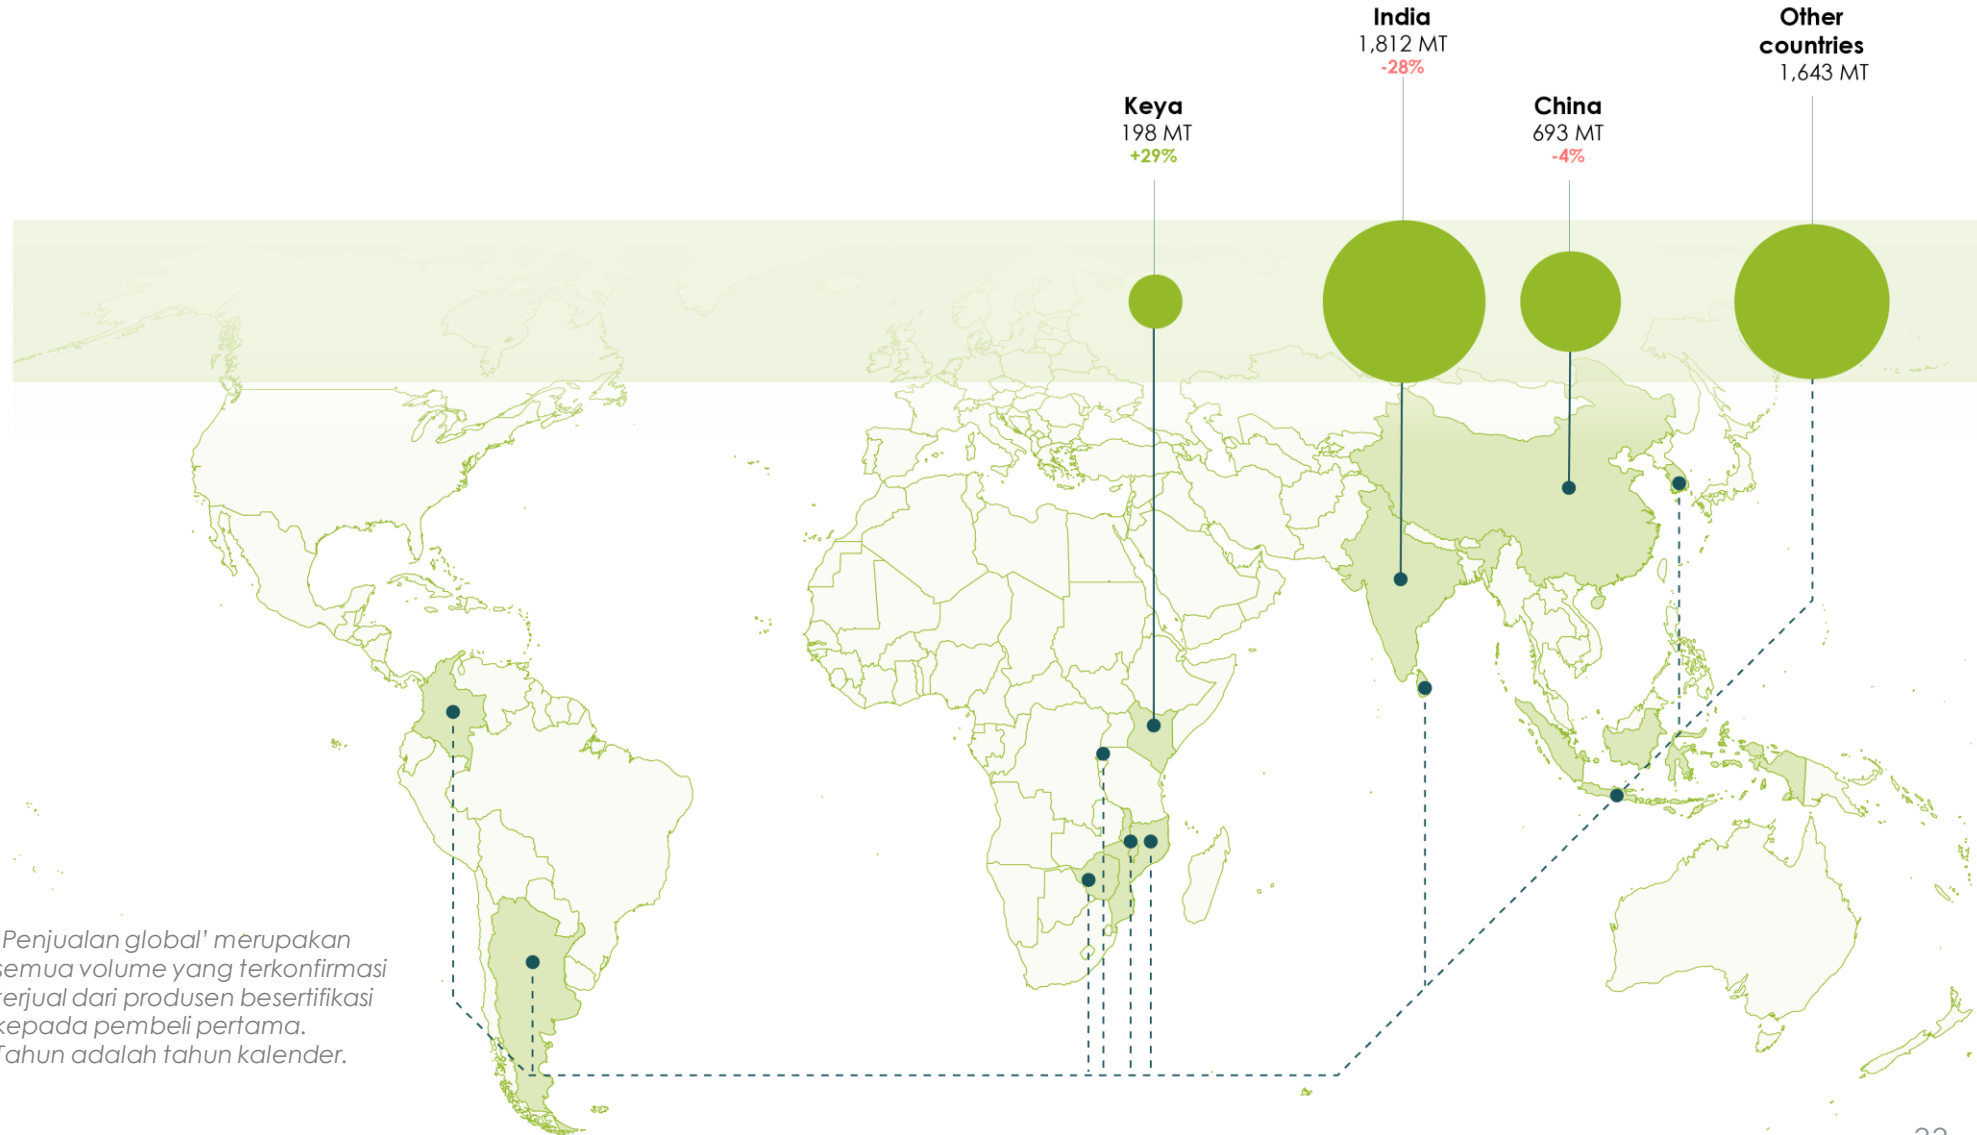 India
1,812 MT
-28%
Other
countries
1,643 MT
Keya
198 MT
+29%
China
693 MT
-4%
'Penjualan global' merupakan
semua volume yang terkonfirmasi
terjual dari produsen besertifikasi
kepada pembeli pertama.
Tahun adalah tahun kalender.